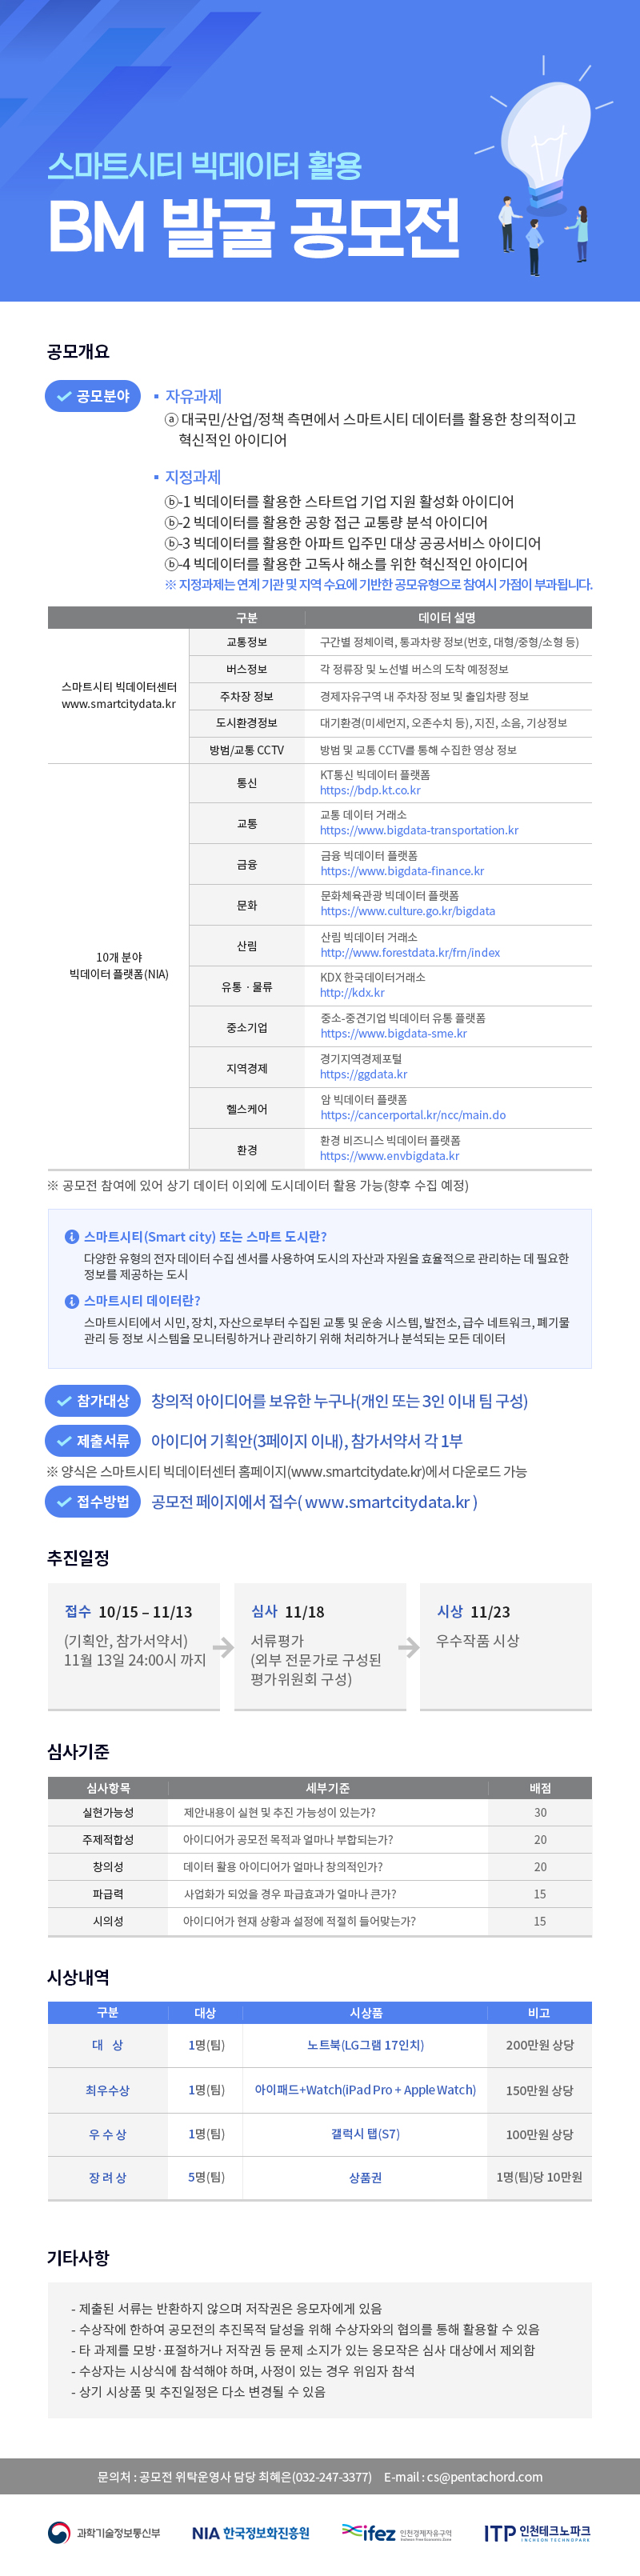 스마트시티 빅데이터 활용
BM 발굴 공모전
공모개요
공모분야
▪ 자유과제
ⓐ 대국민/산업/정책 측면에서 스마트시티 데이터를 활용한 창의적이고
혁신적인 아이디어
▪ 지정과제
ⓑ-1 빅데이터를 활용한 스타트업 기업 지원 활성화 아이디어
ⓑ-2 빅데이터를 활용한 공항 접근 교통량 분석 아이디어
ⓑ-3 빅데이터를 활용한 아파트 입주민 대상 공공서비스 아이디어
ⓑ-4 빅데이터를 활용한 고독사 해소를 위한 혁신적인 아이디어
※ 지정과제는 연계 기관 및 지역 수요에 기반한 공모유형으로 참여시 가점이 부과됩니다.
구분 데이터 설명
스마트시티 빅데이터센터
www.smartcitydata.kr
교통정보 구간별 정체이력, 통과차량 정보(번호, 대형/중형/소형 등)
버스정보 각 정류장 및 노선별 버스의 도착 예정정보
주차장 정보 경제자유구역 내 주차장 정보 및 출입차량 정보
도시환경정보 대기환경(미세먼지, 오존수치 등), 지진, 소음, 기상정보
방범/교통 CCTV 방범 및 교통 CCTV를 통해 수집한 영상 정보
10개 분야
빅데이터 플랫폼(NIA)
통신 KT통신 빅데이터 플랫폼
https://bdp.kt.co.kr
교통 교통 데이터 거래소
https://www.bigdata-transportation.kr
금융 금융 빅데이터 플랫폼
https://www.bigdata-finance.kr
문화 문화체육관광 빅데이터 플랫폼
https://www.culture.go.kr/bigdata
산림 산림 빅데이터 거래소
http://www.forestdata.kr/frn/index
유통 · 물류 KDX 한국데이터거래소
http://kdx.kr
중소기업 중소-중견기업 빅데이터 유통 플랫폼
https://www.bigdata-sme.kr
지역경제 경기지역경제포털
https://ggdata.kr
헬스케어 암 빅데이터 플랫폼
https://cancerportal.kr/ncc/main.do
환경 환경 비즈니스 빅데이터 플랫폼
https://www.envbigdata.kr
※ 공모전 참여에 있어 상기 데이터 이외에 도시데이터 활용 가능(향후 수집 예정)
스마트시티(Smart city) 또는 스마트 도시란?
다양한 유형의 전자 데이터 수집 센서를 사용하여 도시의 자산과 자원을 효율적으로 관리하는 데 필요한
정보를 제공하는 도시
스마트시티 데이터란?
스마트시티에서 시민, 장치, 자산으로부터 수집된 교통 및 운송 시스템, 발전소, 급수 네트워크, 폐기물
관리 등 정보 시스템을 모니터링하거나 관리하기 위해 처리하거나 분석되는 모든 데이터
참가대상 창의적 아이디어를 보유한 누구나(개인 또는 3인 이내 팀 구성)
제출서류 아이디어 기획안(3페이지 이내), 참가서약서 각 1부
※ 양식은 스마트시티 빅데이터센터 홈페이지(www.smartcitydate.kr)에서 다운로드 가능
접수방법 공모전 페이지에서 접수( www.smartcitydata.kr )
추진일정
접수 10/15 – 11/13
(기획안, 참가서약서)
11월 13일 24:00시 까지
심사 11/18
서류평가
(외부 전문가로 구성된
평가위원회 구성)
시상 11/23
우수작품 시상
심사기준
심사항목 세부기준 배점
실현가능성 제안내용이 실현 및 추진 가능성이 있는가? 30
주제적합성 아이디어가 공모전 목적과 얼마나 부합되는가? 20
창의성 데이터 활용 아이디어가 얼마나 창의적인가? 20
파급력 사업화가 되었을 경우 파급효과가 얼마나 큰가? 15
시의성 아이디어가 현재 상황과 설정에 적절히 들어맞는가? 15
시상내역
구분 대상 시상품 비고
대 상 1명(팀) 노트북(LG그램 17인치) 200만원 상당
최우수상 1명(팀) 아이패드+Watch(iPad Pro + Apple Watch) 150만원 상당
우 수 상 1명(팀) 갤럭시 탭(S7) 100만원 상당
장 려 상 5명(팀) 상품권 1명(팀)당 10만원
기타사항
- 제출된 서류는 반환하지 않으며 저작권은 응모자에게 있음
- 수상작에 한하여 공모전의 추진목적 달성을 위해 수상자와의 협의를 통해 활용할 수 있음
- 타 과제를 모방·표절하거나 저작권 등 문제 소지가 있는 응모작은 심사 대상에서 제외함
- 수상자는 시상식에 참석해야 하며, 사정이 있는 경우 위임자 참석
- 상기 시상품 및 추진일정은 다소 변경될 수 있음
문의처 : 공모전 위탁운영사 담당 최혜은(032-247-3377) E-mail : cs@pentachord.com
과학기술정보통신부
NIA 한국정보화진흥원
ifez 인천경제자유구역
Incheon Free Economic Zone
ITP 인천테크노파크
INCHEON TECHNOPARK